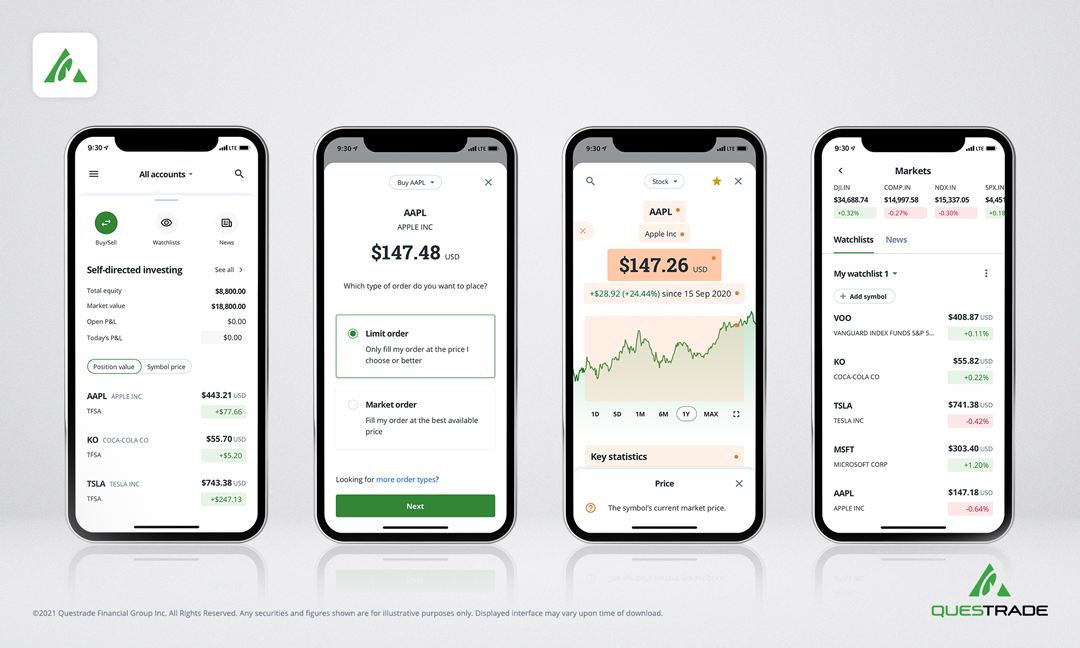 9:30
LTE
All accounts
Buy/Sell
Watchlists
News
Self-directed investing
See all
Total equity
$8,800.00
Market value
$18,800.00
Open P&L
$0.00
Today's P&L
$0.00
Position value
Symbol price
AAPL APPLE INC
$443.21 USD
TFSA
+$77.66
KO COCA-COLA CO
$55.70 USD
TFSA
+$5.20
TSLA TESLA INC
$743.38 USD
TFSA
+$247.13
9:30
LTE
Buy AAPL
AAPL
APPLE INC
$147.48 USD
Which type of order do you want to place?
Limit order
Only fill my order at the price I
choose or better
Market order
Fill my order at the best available
price
Looking for more order types?
Next
9:30
LTE
Stock
AAPL
Apple Inc
$147.26 USD
+$28.92 (+24.44%) since 15 Sep 2020
1D 5D 1M 6M 1Y MAX
Key statistics
Price
The symbol's current market price.
9:30
LTE
Markets
DJI.IN COMP.IN NDX.IN SPX.IN
$34,688.74 $14,997.58 $15,337.05 $4,451
+0.32% -0.27% -0.30% +0.18
Watchlists News
My watchlist 1
+ Add symbol
VOO
$408.87 USD
VANGUARD INDEX FUNDS S&P 5...
+0.11%
KO
$55.82 USD
COCA-COLA CO
+0.22%
TSLA
$741.38 USD
TESLA INC
-0.42%
MSFT
$303.40 USD
MICROSOFT CORP
+1.20%
AAPL
$147.18 USD
APPLE INC
-0.64%
©2021 Questrade Financial Group Inc. All Rights Reserved. Any securities and figures shown are for illustrative purposes only. Displayed interface may vary upon time of download.
QUESTRADE